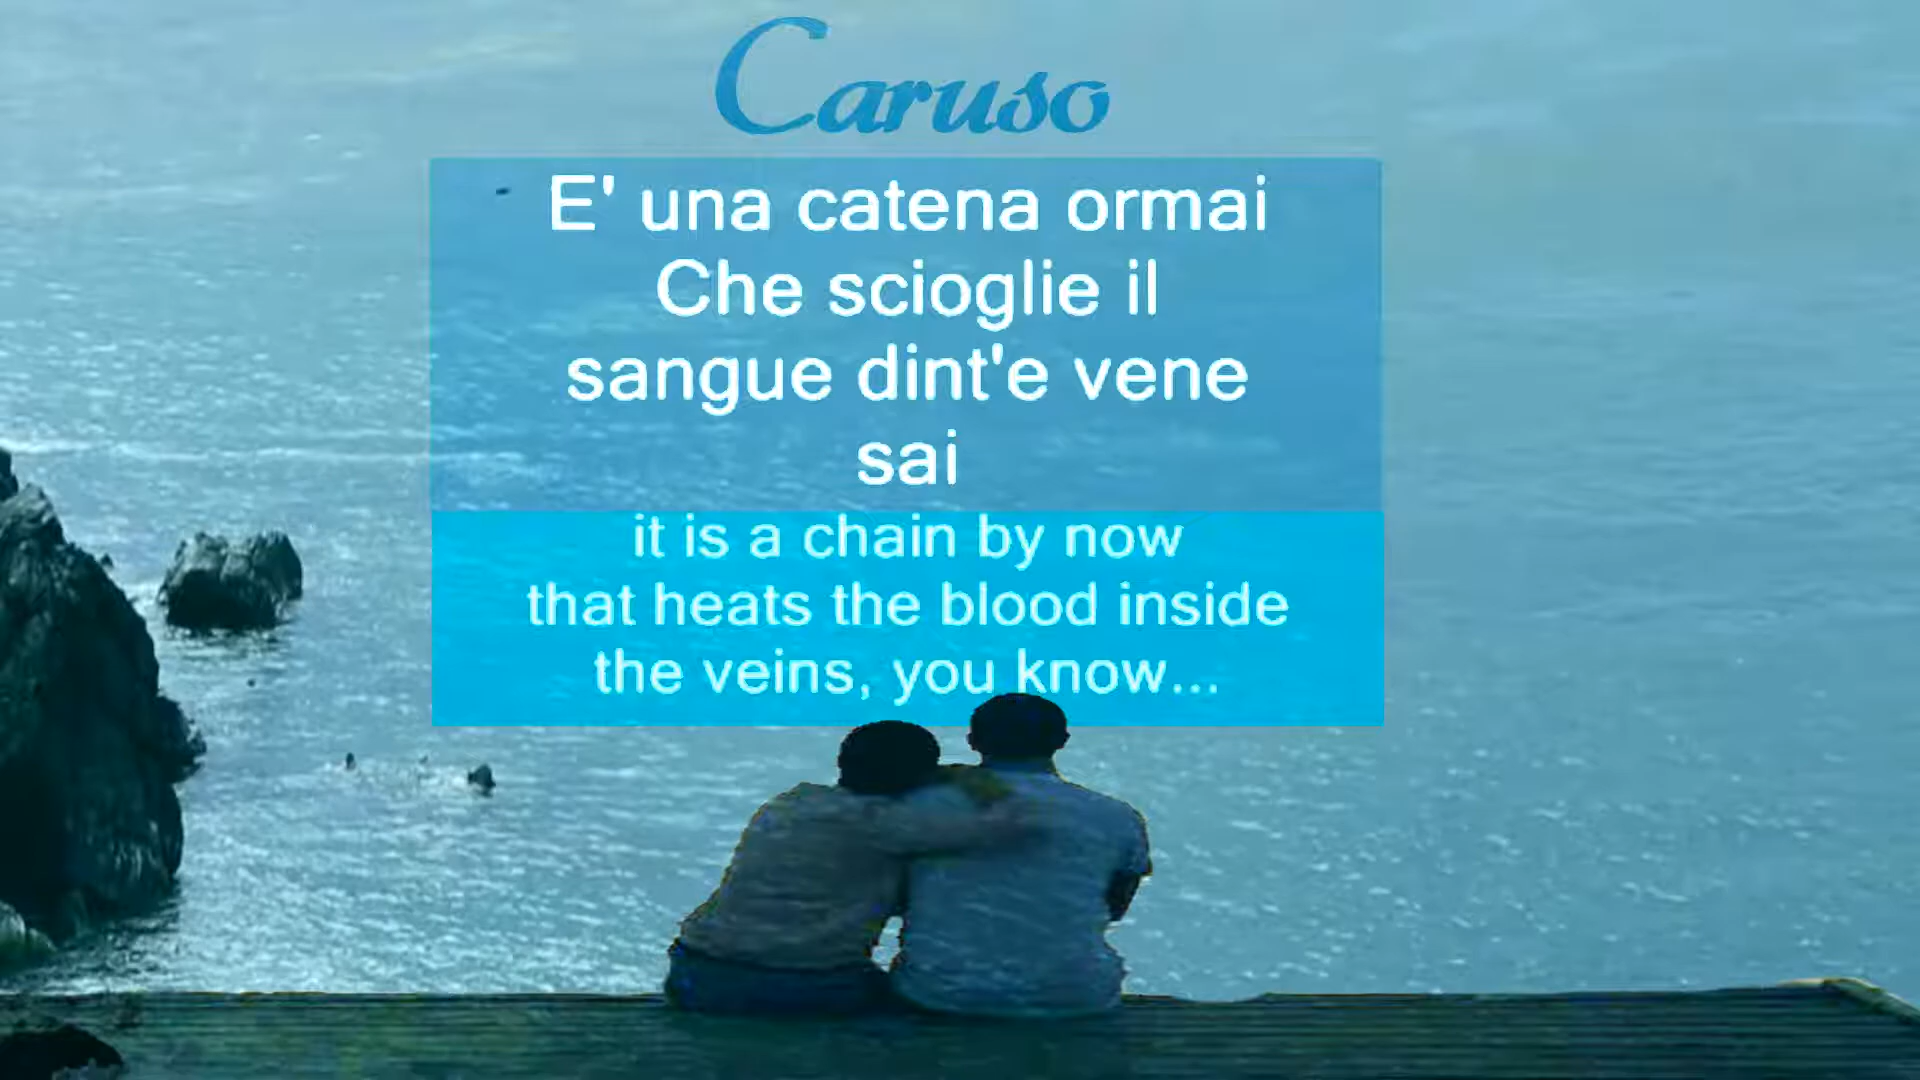 Caruso
E' una catena ormai
Che scioglie il
sangue dint'e vene
sai
it is a chain by now
that heats the blood inside
the veins, you know...